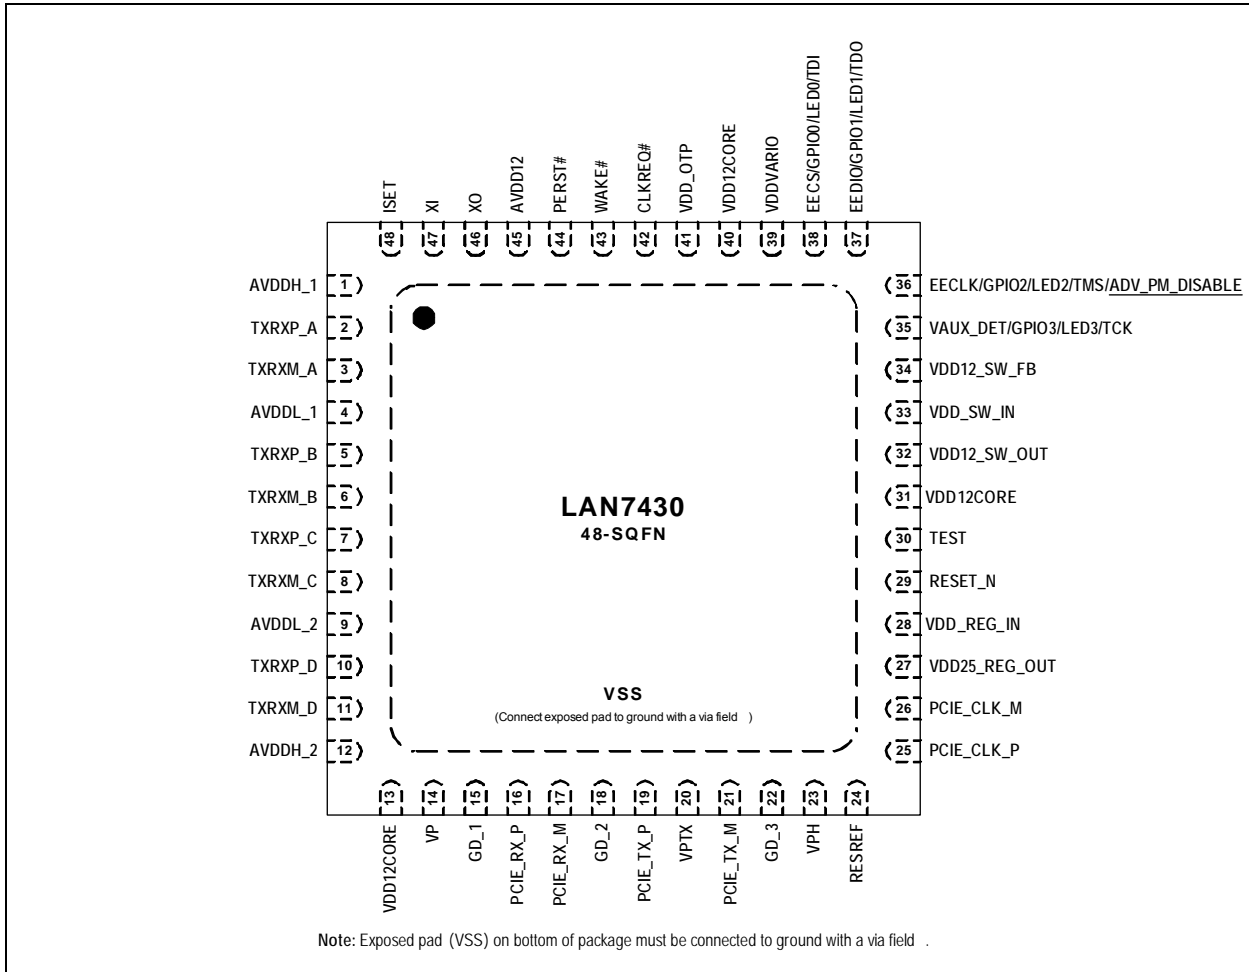 ISET
XI
XO
AVDD12
PERST#
WAKE#
CLKREQ#
VDD_OTP
VDD12CORE
VDDVARIO
EECS/GPIO0/LED0/TDI
EEDIO/GPIO1/LED1/TDO
48
47
46
45
44
43
42
41
40
39
38
37
AVDDH_1 1
TXRXP_A 2
TXRXM_A 3
AVDDL_1 4
TXRXP_B 5
TXRXM_B 6
TXRXP_C 7
TXRXM_C 8
AVDDL_2 9
TXRXP_D 10
TXRXM_D 11
AVDDH_2 12
LAN7430
48-SQFN
VSS
(Connect exposed pad to ground with a via field )
36 EECLK/GPIO2/LED2/TMS/ADV_PM_DISABLE
35 VAUX_DET/GPIO3/LED3/TCK
34 VDD12_SW_FB
33 VDD_SW_IN
32 VDD12_SW_OUT
31 VDD12CORE
30 TEST
29 RESET_N
28 VDD_REG_IN
27 VDD25_REG_OUT
26 PCIE_CLK_M
25 PCIE_CLK_P
13
14
15
16
17
18
19
20
21
22
23
24
VDD12CORE
VP
GD_1
PCIE_RX_P
PCIE_RX_M
GD_2
PCIE_TX_P
VPTX
PCIE_TX_M
GD_3
VPH
RESREF
Note: Exposed pad (VSS) on bottom of package must be connected to ground with a via field .